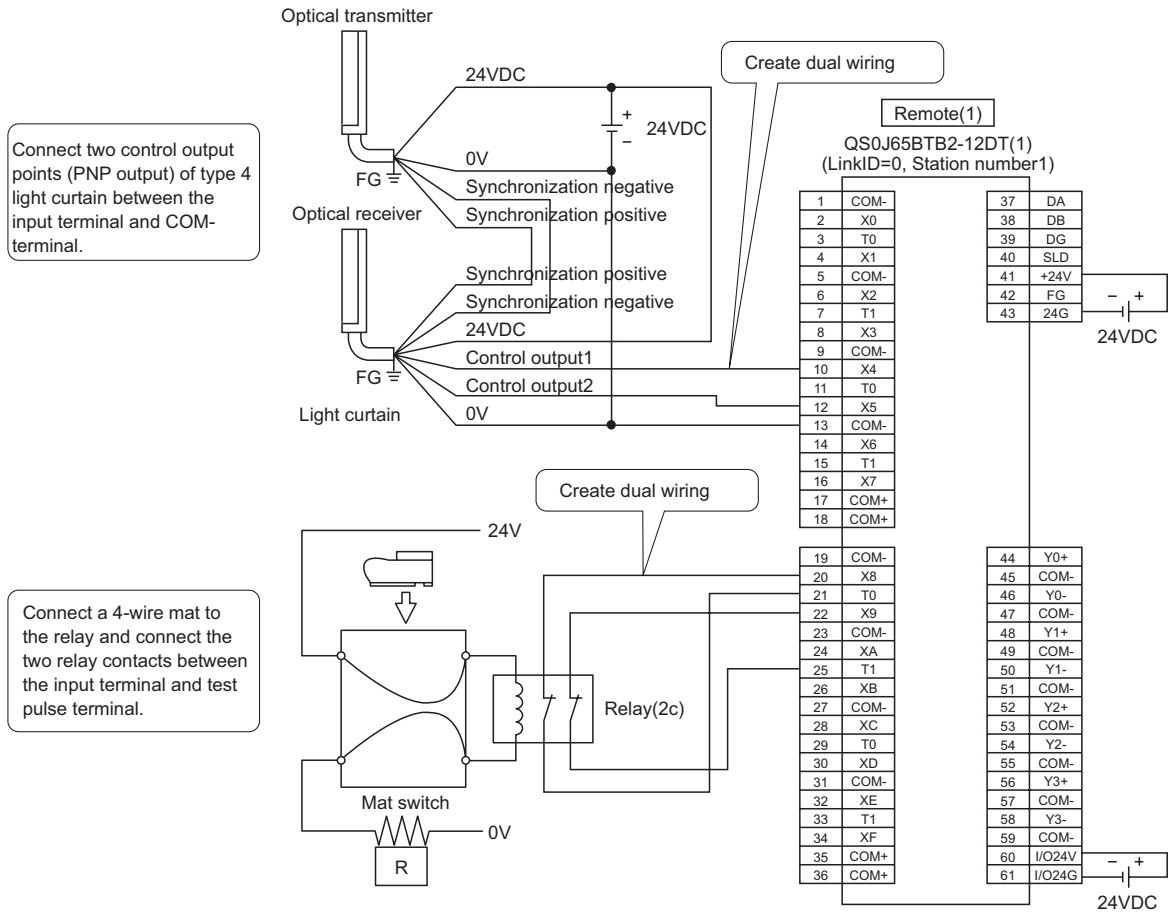 Optical transmitter
24VDC
Create dual wiring
Remote(1)
QS0J65BTB2-12DT(1)
(LinkID=0, Station number1)
Connect two control output
points (PNP output) of type 4
light curtain between the
input terminal and COM-
terminal.
+
24VDC
−
0V
FG
Synchronization negative
Synchronization positive
Optical receiver
Synchronization positive
Synchronization negative
24VDC
Control output1
FG
Control output2
0V
Light curtain
1 COM-
2 X0
3 T0
4 X1
5 COM-
6 X2
7 T1
8 X3
9 COM-
10 X4
11 T0
12 X5
13 COM-
14 X6
15 T1
16 X7
17 COM+
18 COM+
37 DA
38 DB
39 DG
40 SLD
41 +24V
42 FG
43 24G
− +
24VDC
Create dual wiring
24V
Connect a 4-wire mat to
the relay and connect the
two relay contacts between
the input terminal and test
pulse terminal.
Relay(2c)
Mat switch
0V
R
19 COM-
20 X8
21 T0
22 X9
23 COM-
24 XA
25 T1
26 XB
27 COM-
28 XC
29 T0
30 XD
31 COM-
32 XE
33 T1
34 XF
35 COM+
36 COM+
44 Y0+
45 COM-
46 Y0-
47 COM-
48 Y1+
49 COM-
50 Y1-
51 COM-
52 Y2+
53 COM-
54 Y2-
55 COM-
56 Y3+
57 COM-
58 Y3-
59 COM-
60 I/O24V
61 I/O24G
− +
24VDC